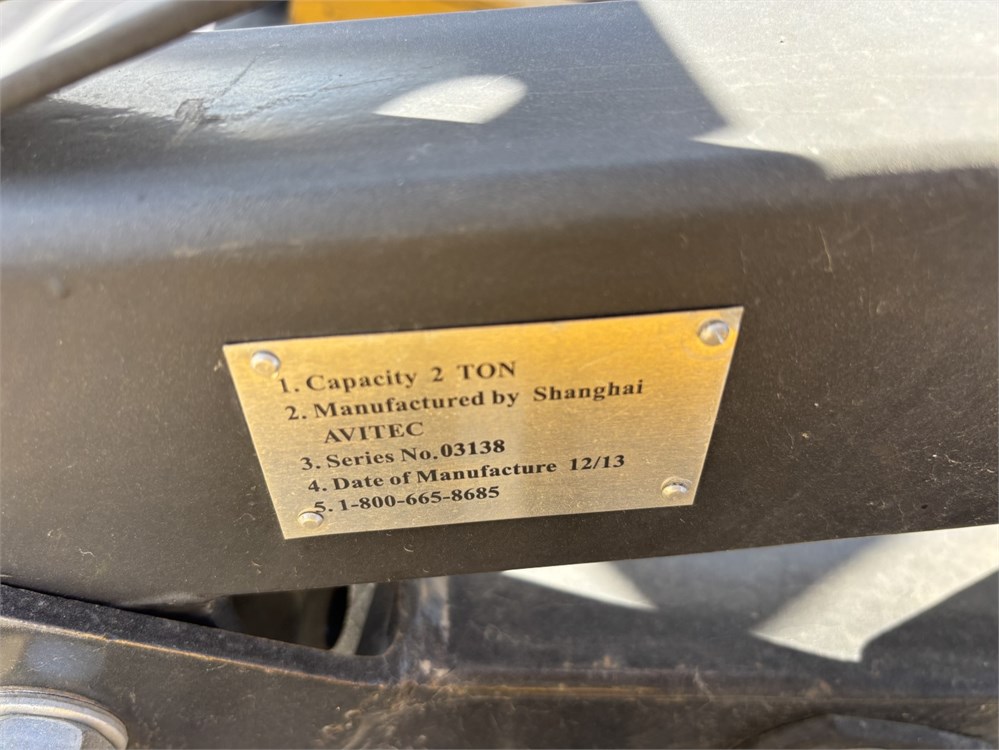 1. Capacity 2 TON
2. Manufactured by Shanghai
AVITEC
3. Series No. 03138
4. Date of Manufacture 12/13
5. 1-800-665-8685